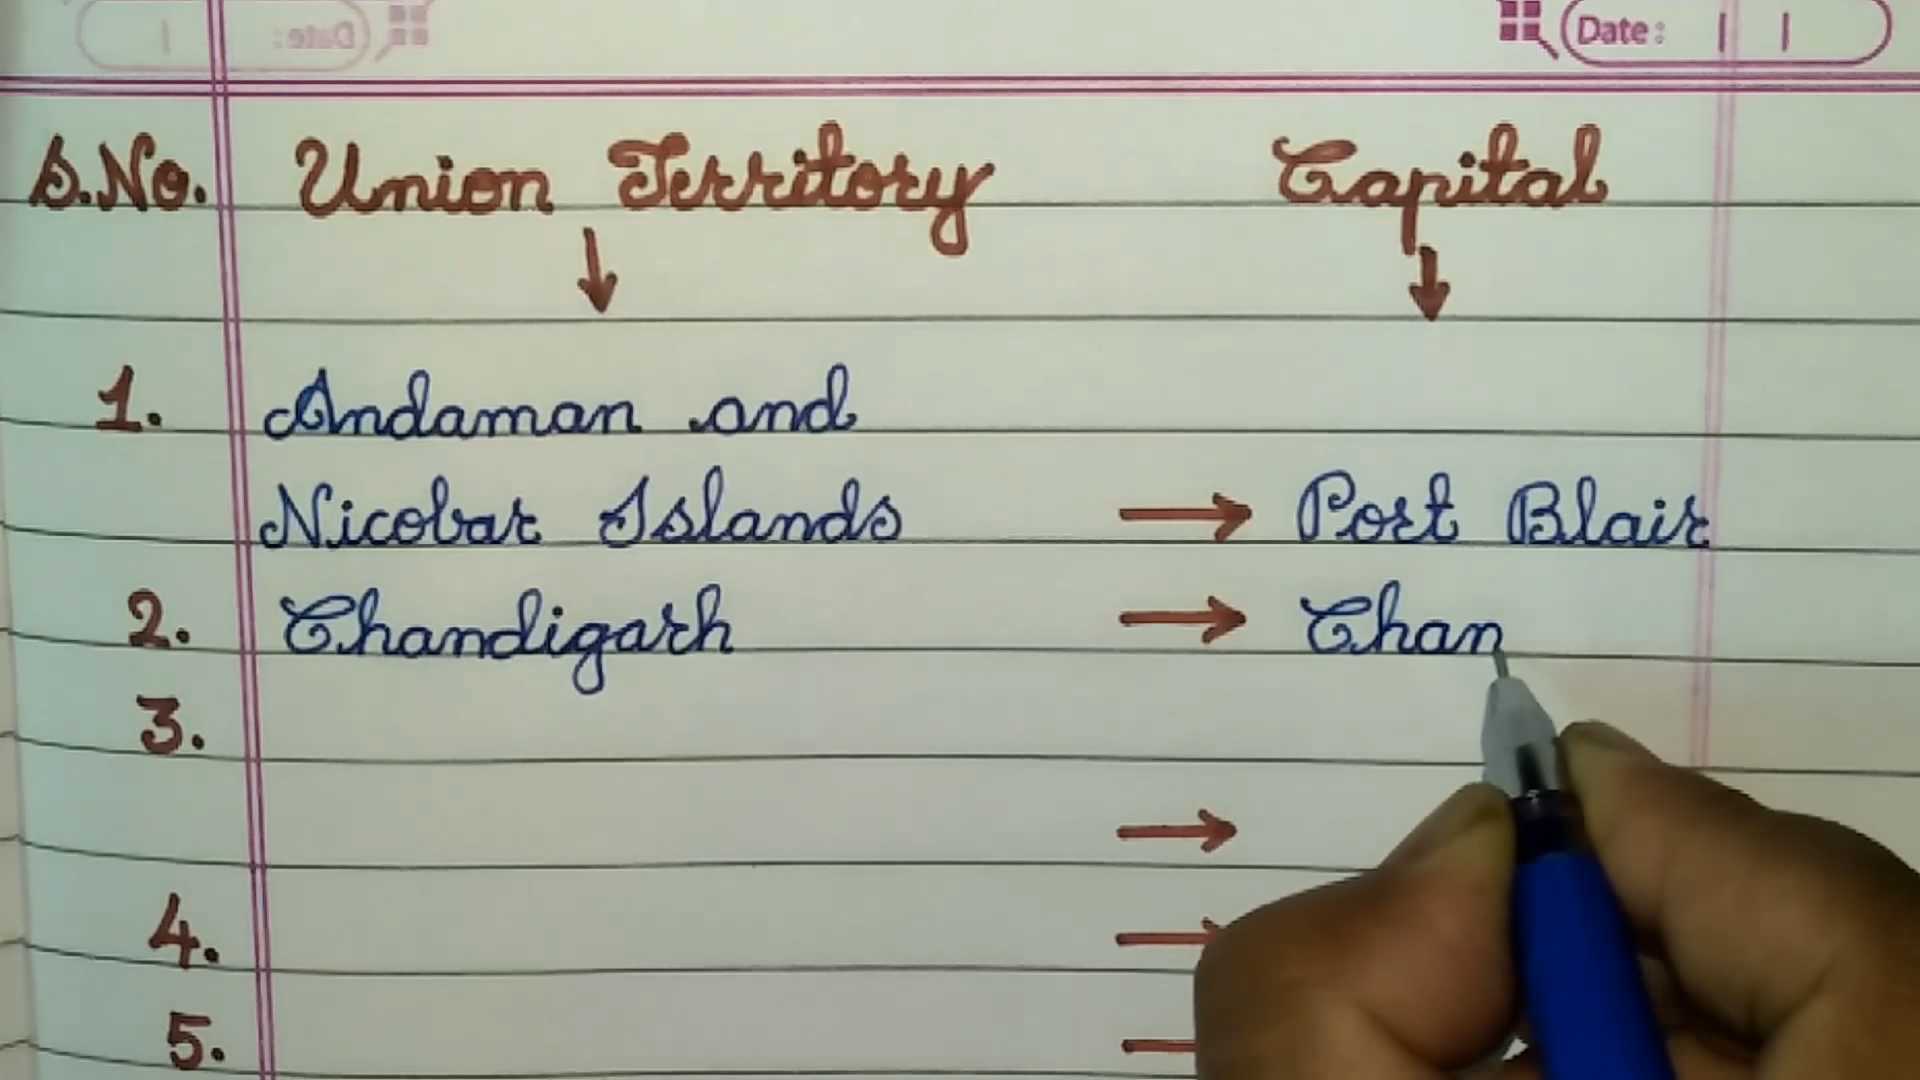 Date:
S.No. Union Territory Capital
1. Andaman and
Nicobar Islands → Port Blair
2. Chandigarh → Chan
3.
→
4. →
5. →